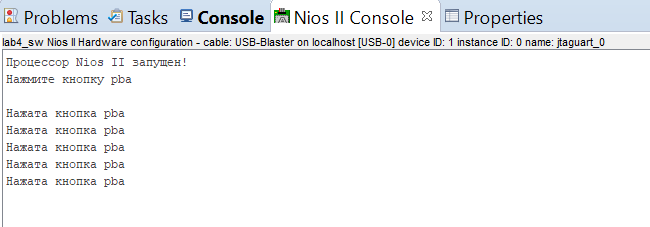 Problems Tasks Console Nios II Console Properties
lab4_sw Nios II Hardware configuration - cable: USB-Blaster on localhost [USB-0] device ID: 1 instance ID: 0 name: jtaguart_0
Процессор Nios II запущен!
Нажмите кнопку pba
Нажата кнопка pba
Нажата кнопка pba
Нажата кнопка pba
Нажата кнопка pba
Нажата кнопка pba